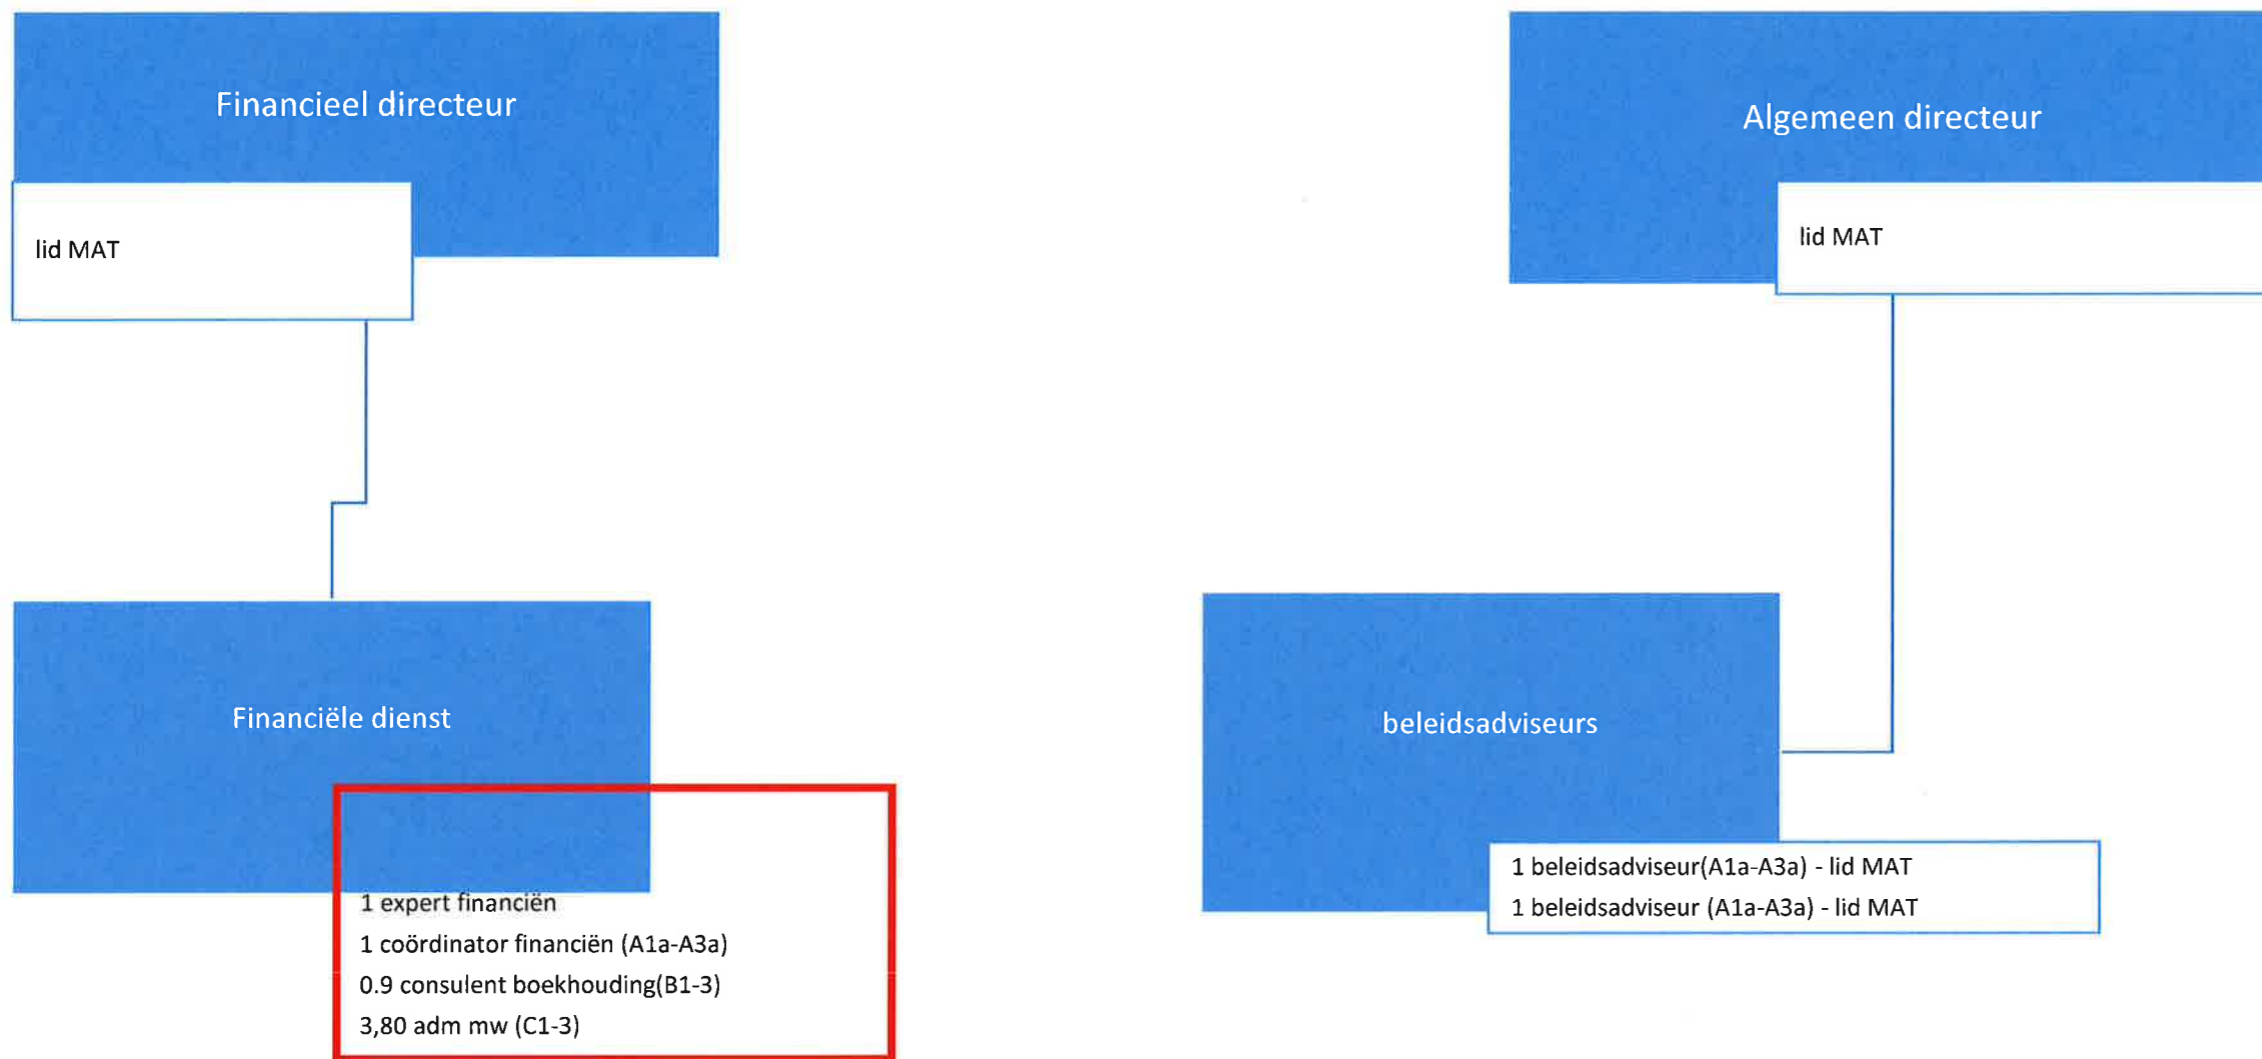 Financieel directeur
lid MAT
Algemeen directeur
lid MAT
Financiële dienst
1 expert financiën
1 coördinator financiën (A1a-A3a)
0.9 consulent boekhouding(B1-3)
3,80 adm mw (C1-3)
beleidsadviseurs
1 beleidsadviseur(A1a-A3a) - lid MAT
1 beleidsadviseur (A1a-A3a) - lid MAT